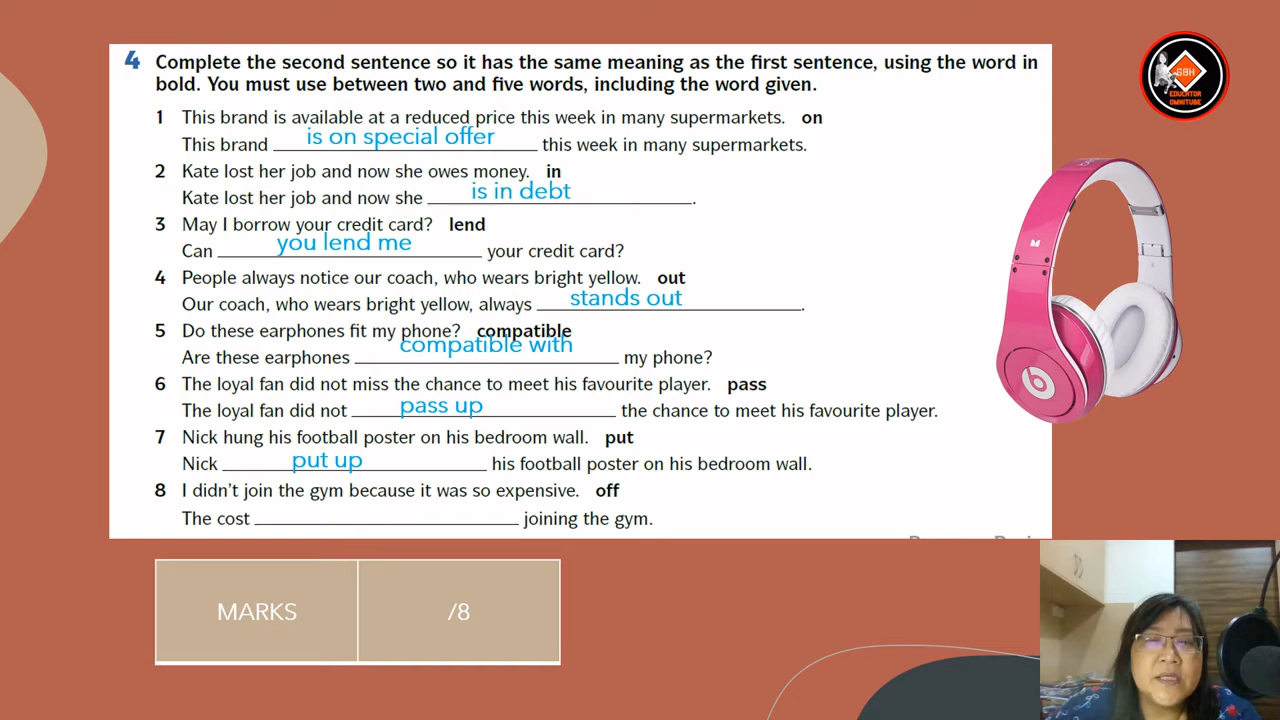 4 Complete the second sentence so it has the same meaning as the first sentence, using the word in
bold. You must use between two and five words, including the word given.
1 This brand is available at a reduced price this week in many supermarkets. on
This brand is on special offer this week in many supermarkets.
2 Kate lost her job and now she owes money. in
Kate lost her job and now she is in debt.
3 May I borrow your credit card? lend
Can you lend me your credit card?
4 People always notice our coach, who wears bright yellow. out
Our coach, who wears bright yellow, always stands out.
5 Do these earphones fit my phone? compatible
Are these earphones compatible with my phone?
6 The loyal fan did not miss the chance to meet his favourite player. pass
The loyal fan did not pass up the chance to meet his favourite player.
7 Nick hung his football poster on his bedroom wall. put
Nick put up his football poster on his bedroom wall.
8 I didn't join the gym because it was so expensive. off
The cost ____________ joining the gym.
MARKS /8
GBH
EDUCATOR
OMNITUBE